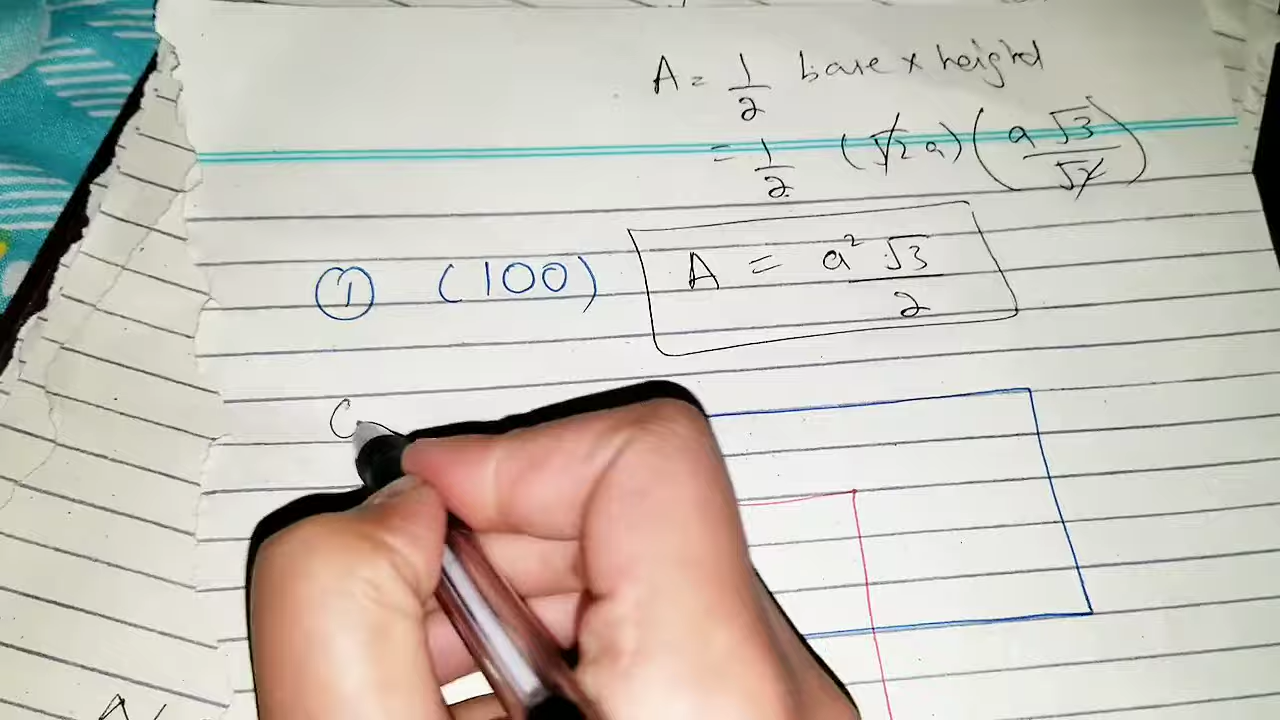 A = 1/2 base × height
= 1/2 (√2 a) (a √3 / √2)
① (100)
A = a² √3 / 2
C